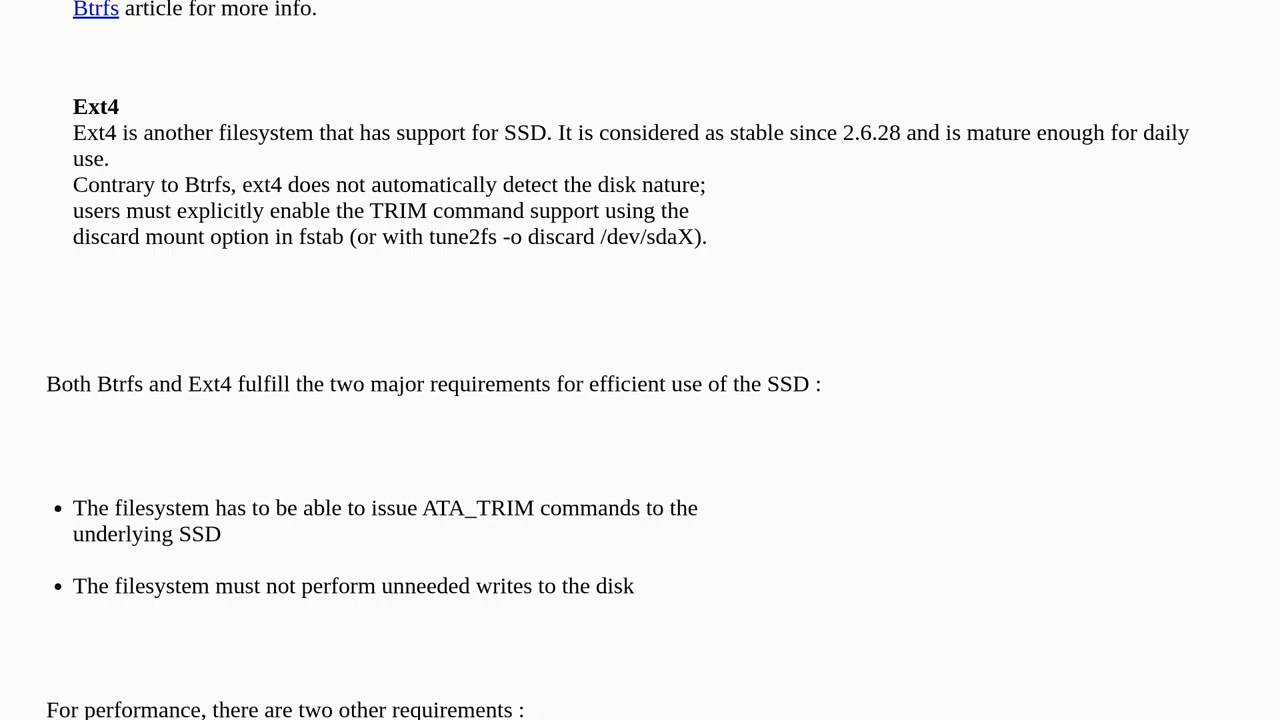 Btrfs article for more info.
Ext4
Ext4 is another filesystem that has support for SSD. It is considered as stable since 2.6.28 and is mature enough for daily
use.
Contrary to Btrfs, ext4 does not automatically detect the disk nature;
users must explicitly enable the TRIM command support using the
discard mount option in fstab (or with tune2fs -o discard /dev/sdaX).
Both Btrfs and Ext4 fulfill the two major requirements for efficient use of the SSD :
• The filesystem has to be able to issue ATA_TRIM commands to the
underlying SSD
• The filesystem must not perform unneeded writes to the disk
For performance, there are two other requirements :